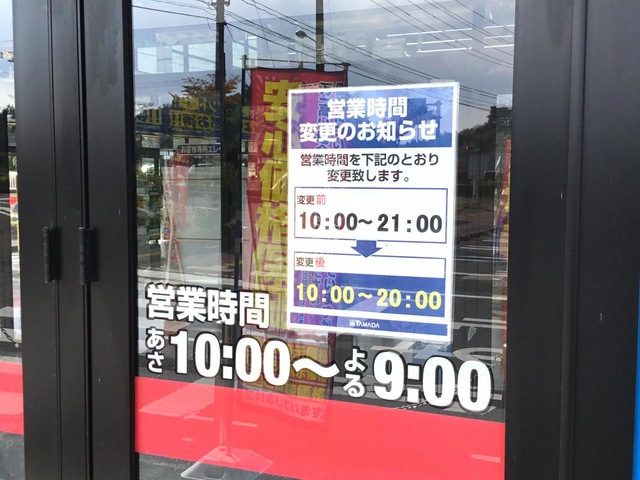 営業時間
変更のお知らせ
営業時間を下記のとおり
変更致します。
変更前
10:00〜21:00
変更後
10:00〜20:00
YAMADA
営業時間
あさ10:00〜よる9:00